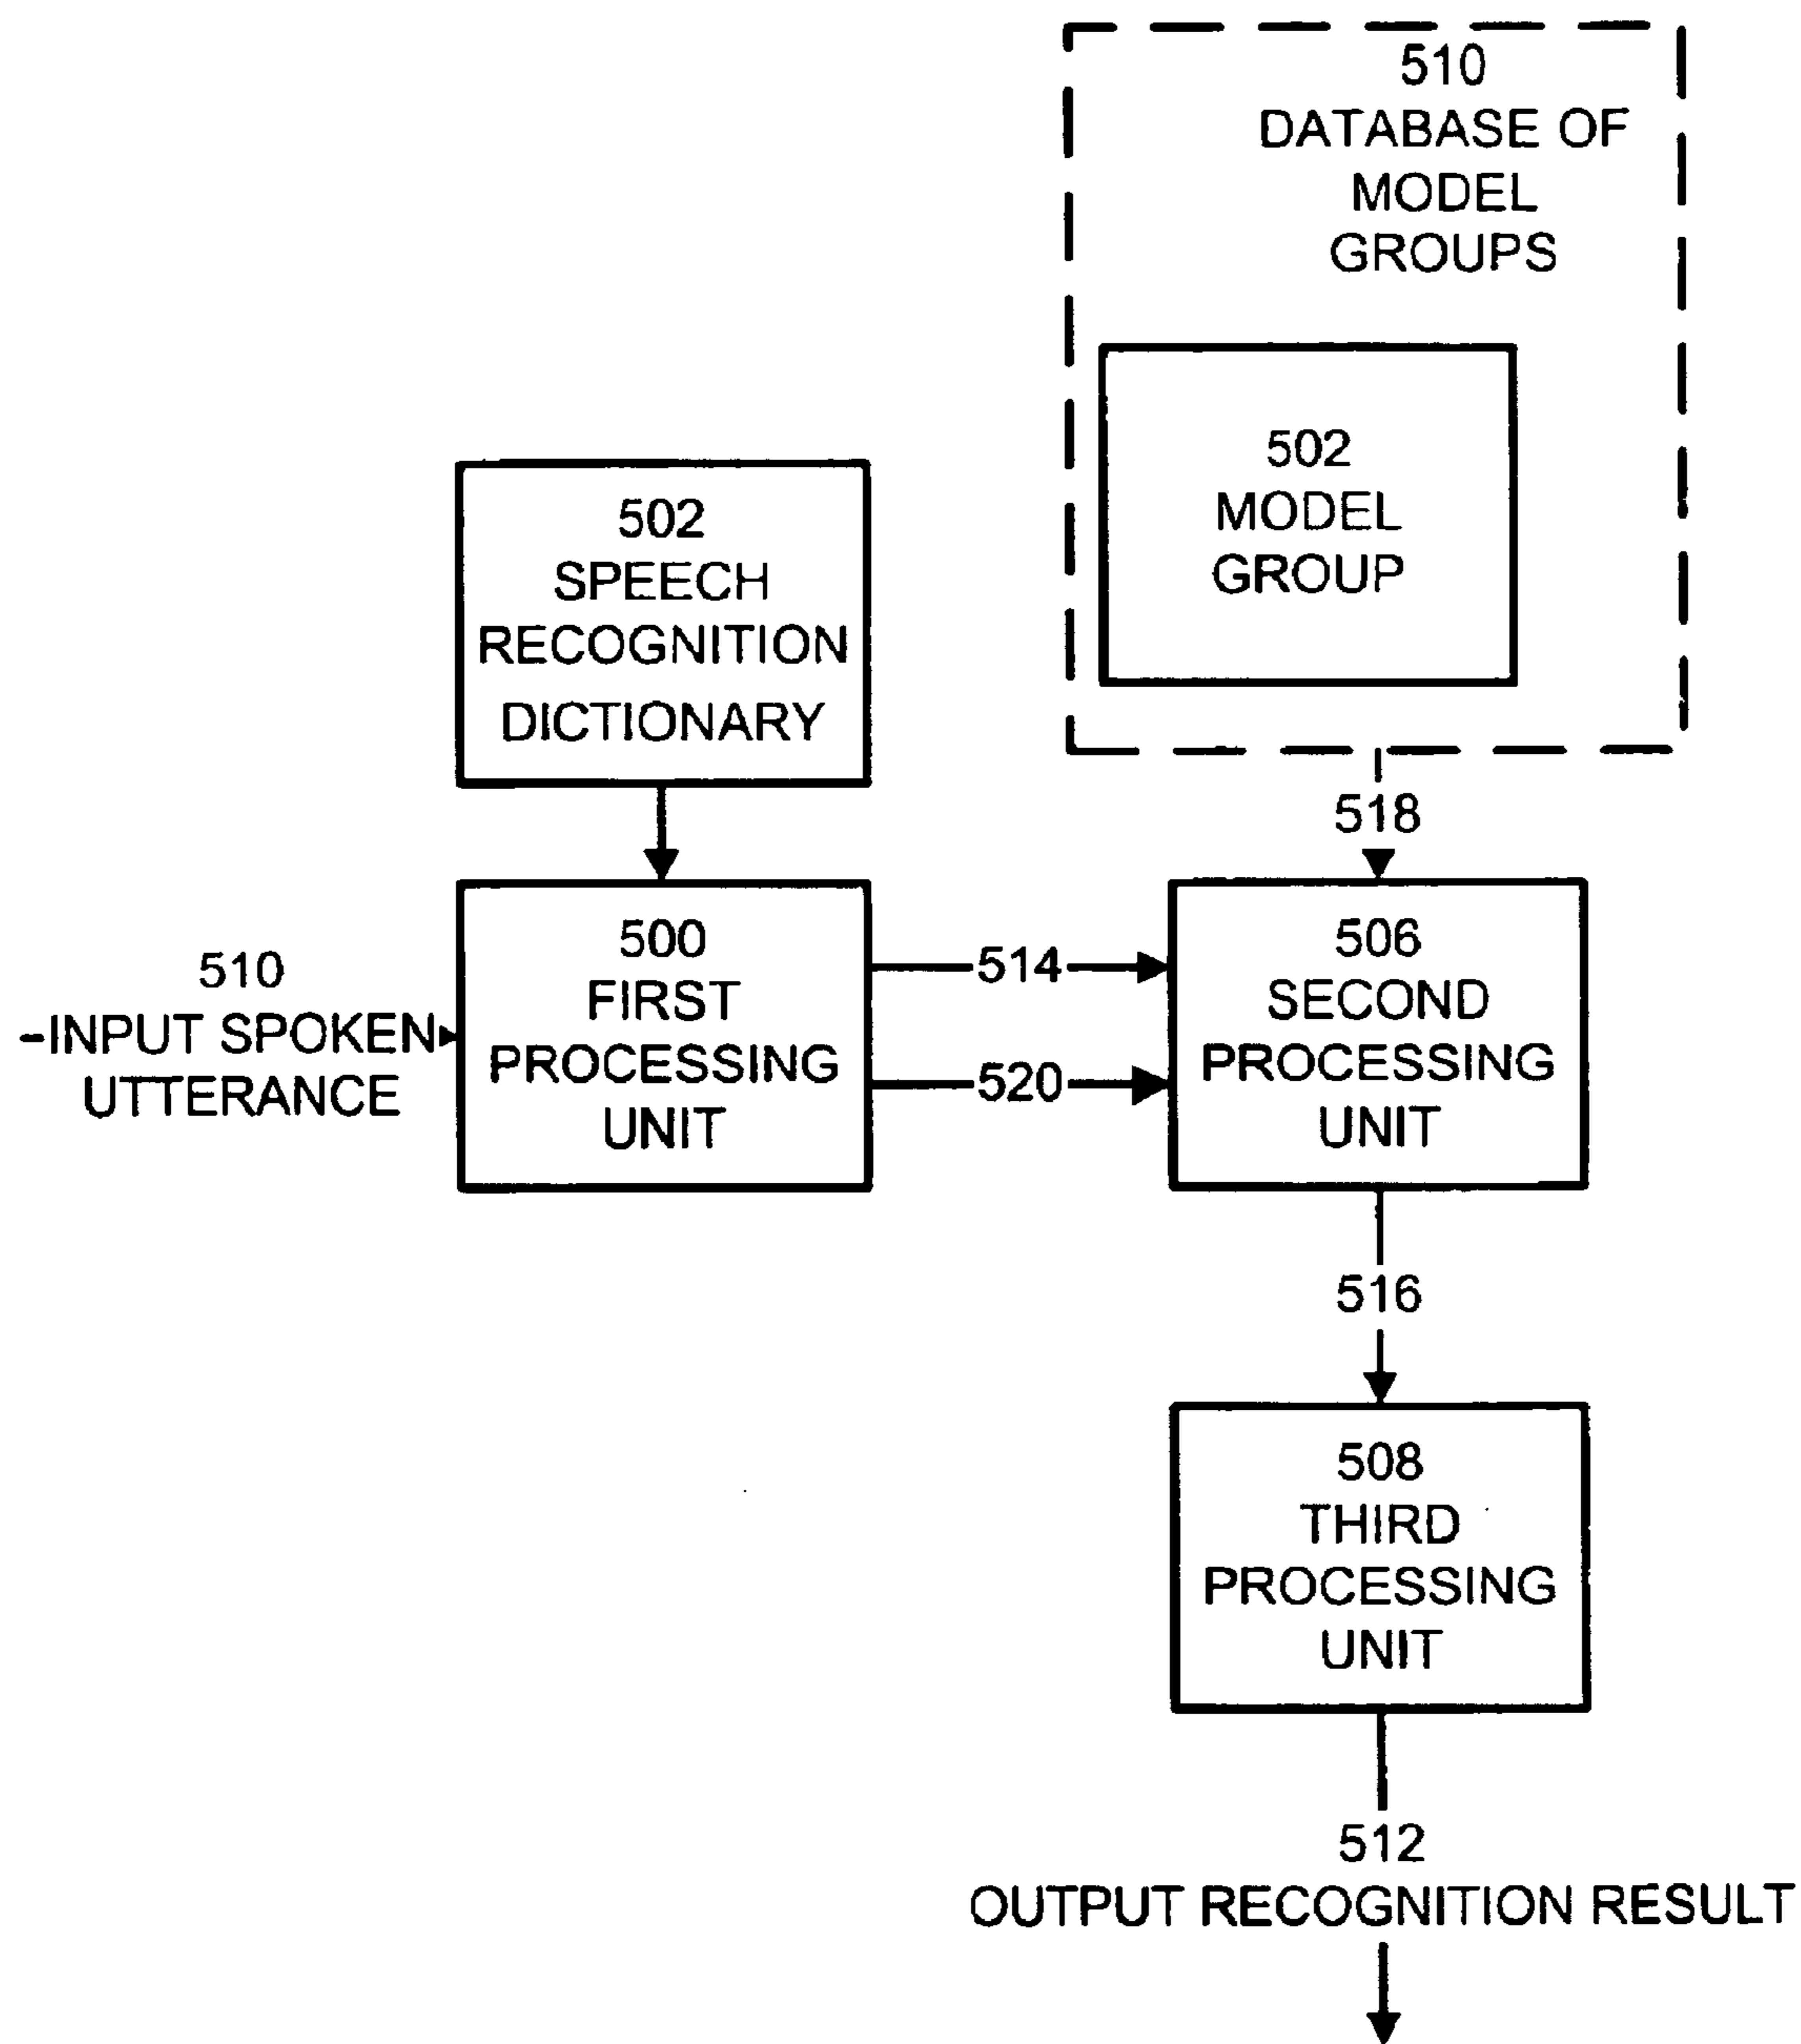 510
DATABASE OF
MODEL
GROUPS
502
MODEL
GROUP
502
SPEECH
RECOGNITION
DICTIONARY
518
510
INPUT SPOKEN
UTTERANCE
500
FIRST
PROCESSING
UNIT
514
520
506
SECOND
PROCESSING
UNIT
516
508
THIRD
PROCESSING
UNIT
512
OUTPUT RECOGNITION RESULT